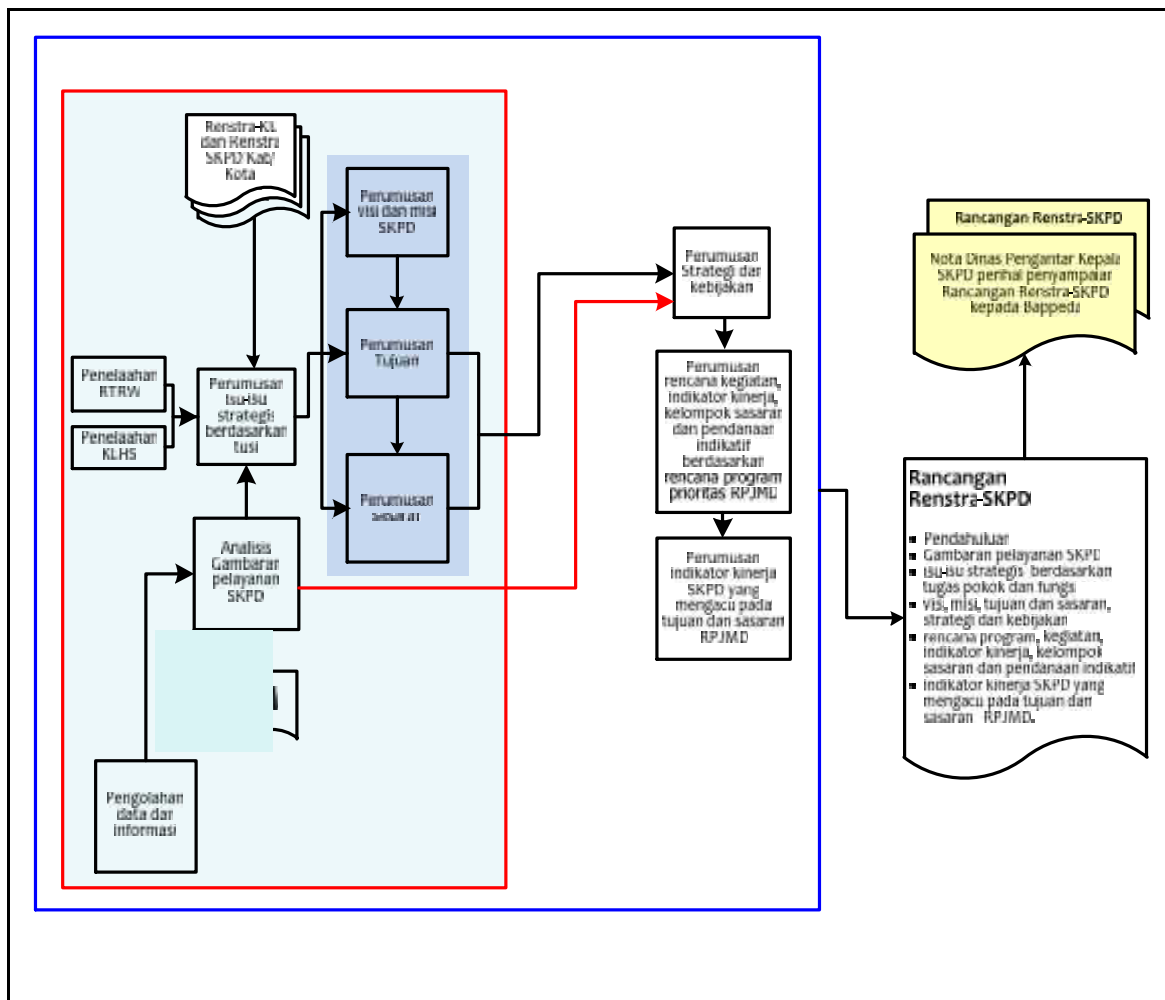 Renstra-KL
dan Renstra
SKPD Kab/
Kota
Perumusan
visi dan misi
SKPD
Perumusan
Tujuan
Perumusan
Penelaahan
RTRW
Penelaahan
KLHS
Perumusan
Isu-isu
strategis
berdasarkan
tusi
Analisis
Gambaran
pelayanan
SKPD
Pengolahan
data dan
informasi
Perumusan
Strategi dan
kebijakan
Perumusan
rencana kegiatan,
indikator kinerja,
kelompok sasaran
dan pendanaan
indikatif
berdasarkan
rencana program
prioritas RPJMD
Perumusan
indikator kinerja
SKPD yang
mengacu pada
tujuan dan sasaran
RPJMD
Rancangan Renstra-SKPD
Nota Dinas Pengantar Kepala
SKPD perihal penyampaian
Rancangan Renstra-SKPD
kepada Bappeda
Rancangan
Renstra-SKPD
▪ Pendahuluan
▪ Gambaran pelayanan SKPD
▪ isu-isu strategis berdasarkan
tugas pokok dan fungsi
▪ visi, misi, tujuan dan sasaran,
strategi dan kebijakan
▪ rencana program, kegiatan,
indikator kinerja, kelompok
sasaran dan pendanaan indikatif
▪ indikator kinerja SKPD yang
mengacu pada tujuan dan
sasaran RPJMD.